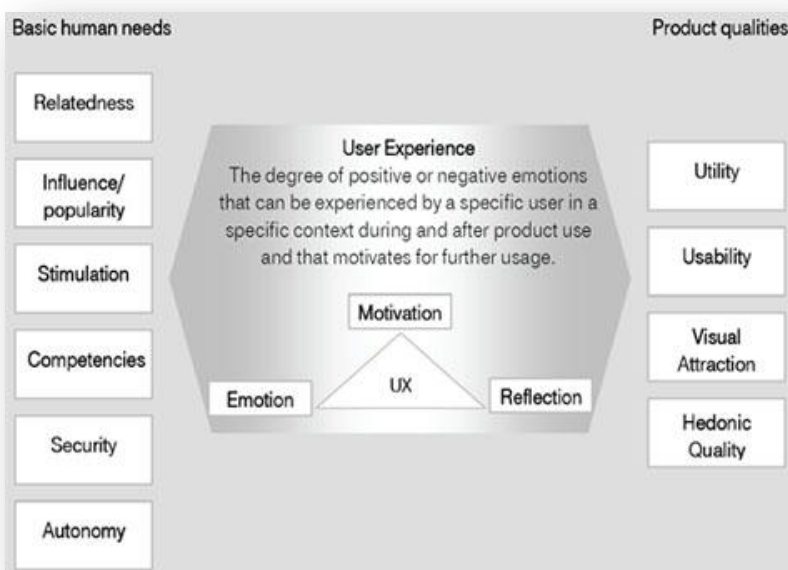 Basic human needs
Product qualities
Relatedness
Influence/
popularity
Stimulation
Competencies
Security
Autonomy
User Experience
The degree of positive or negative emotions
that can be experienced by a specific user in a
specific context during and after product use
and that motivates for further usage.
Motivation
Emotion
UX
Reflection
Utility
Usability
Visual
Attraction
Hedonic
Quality